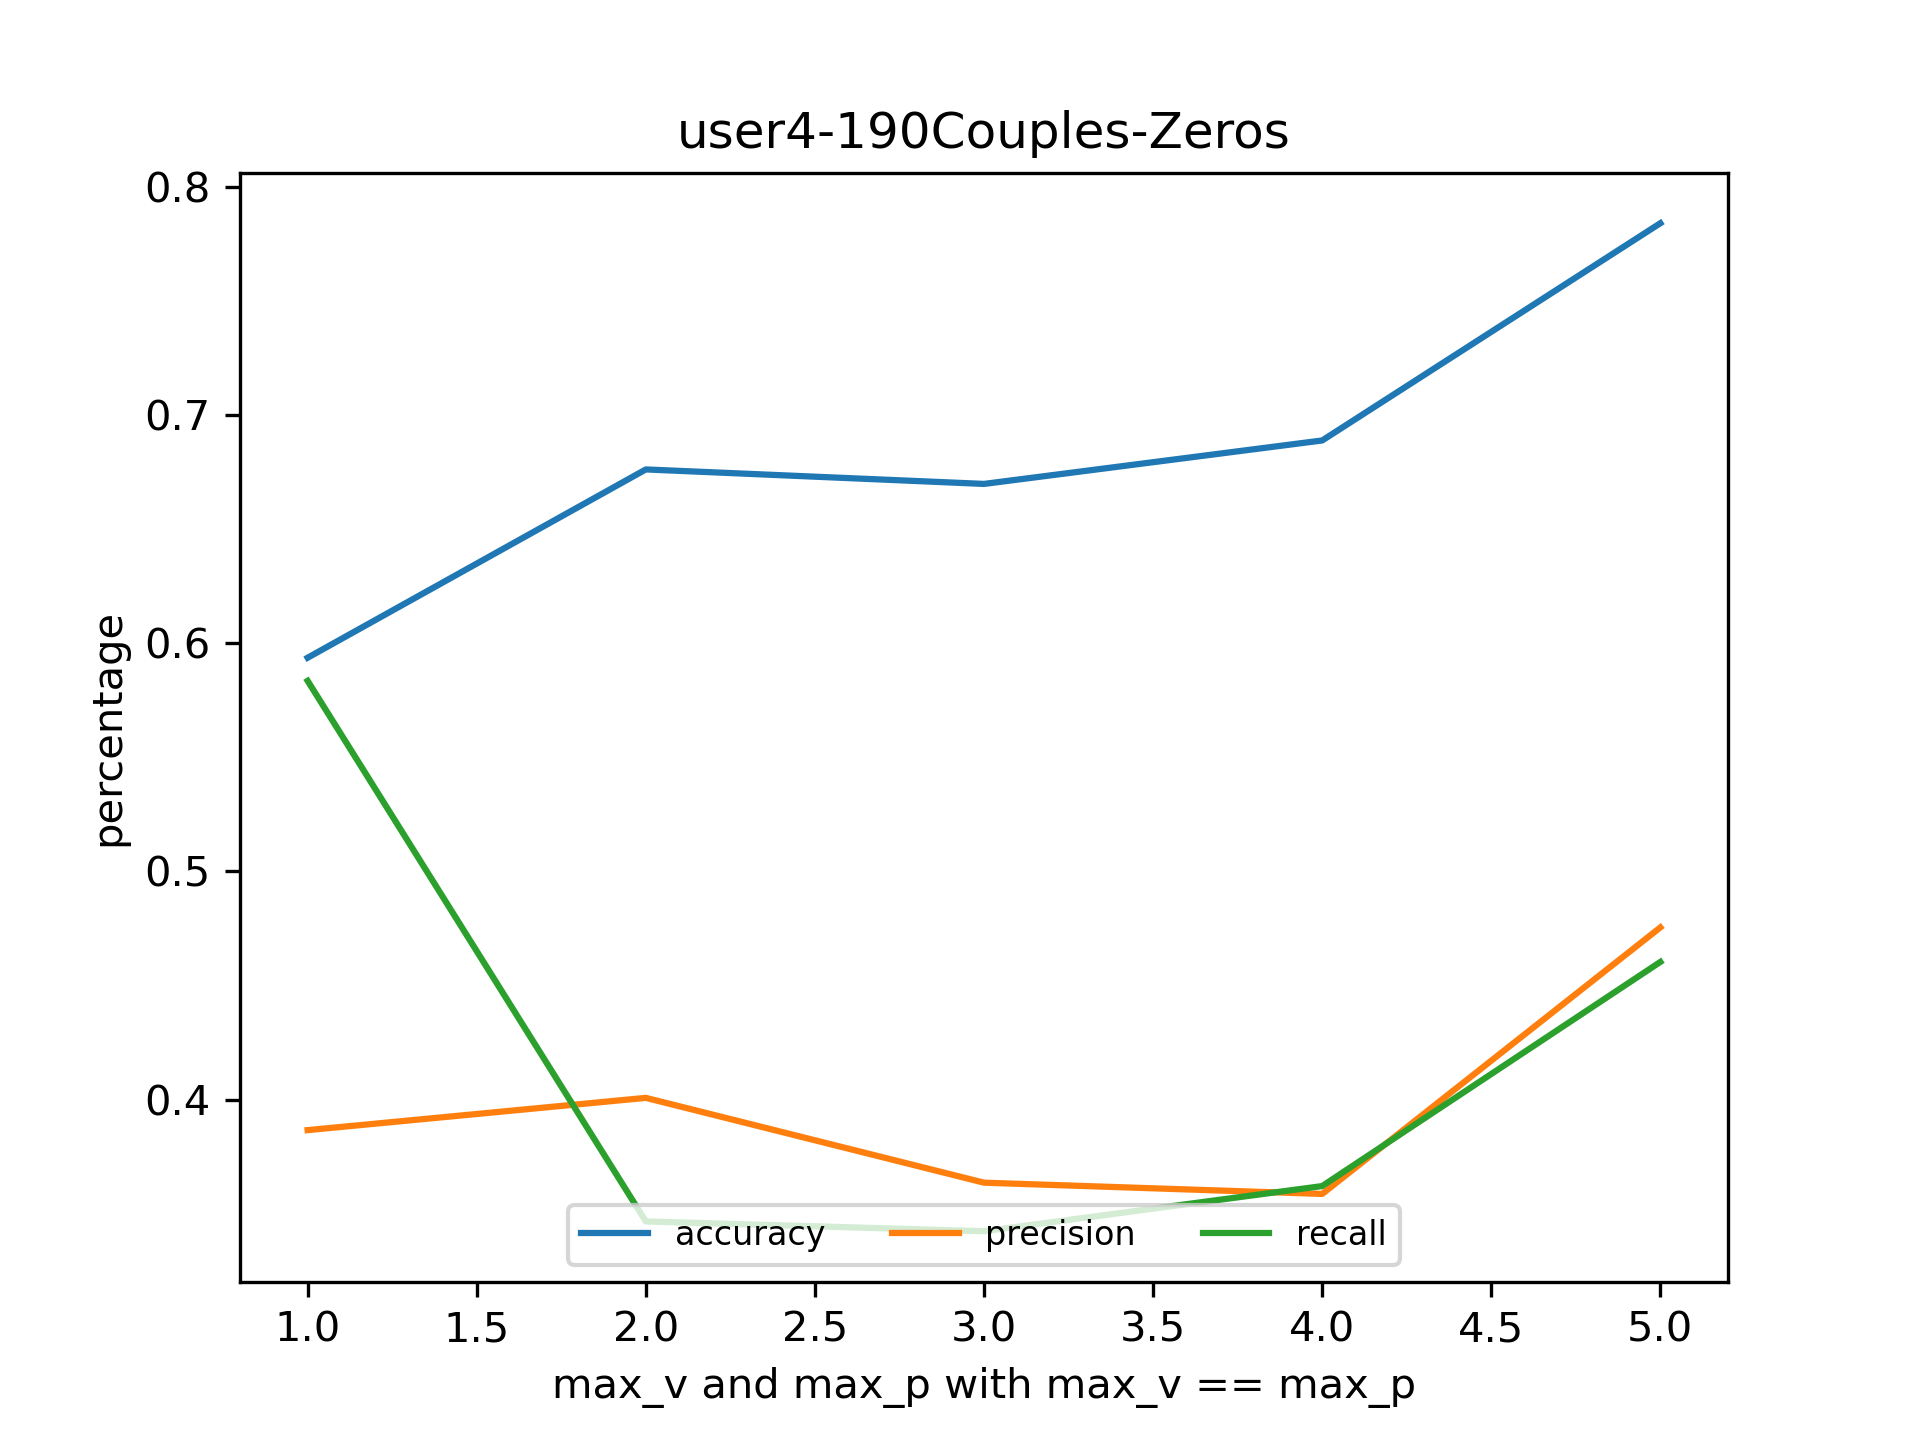 user4-190Couples-Zeros
percentage
0.8
0.7
0.6
0.5
0.4
accuracy precision recall
1.0 1.5 2.0 2.5 3.0 3.5 4.0 4.5 5.0
max_v and max_p with max_v == max_p